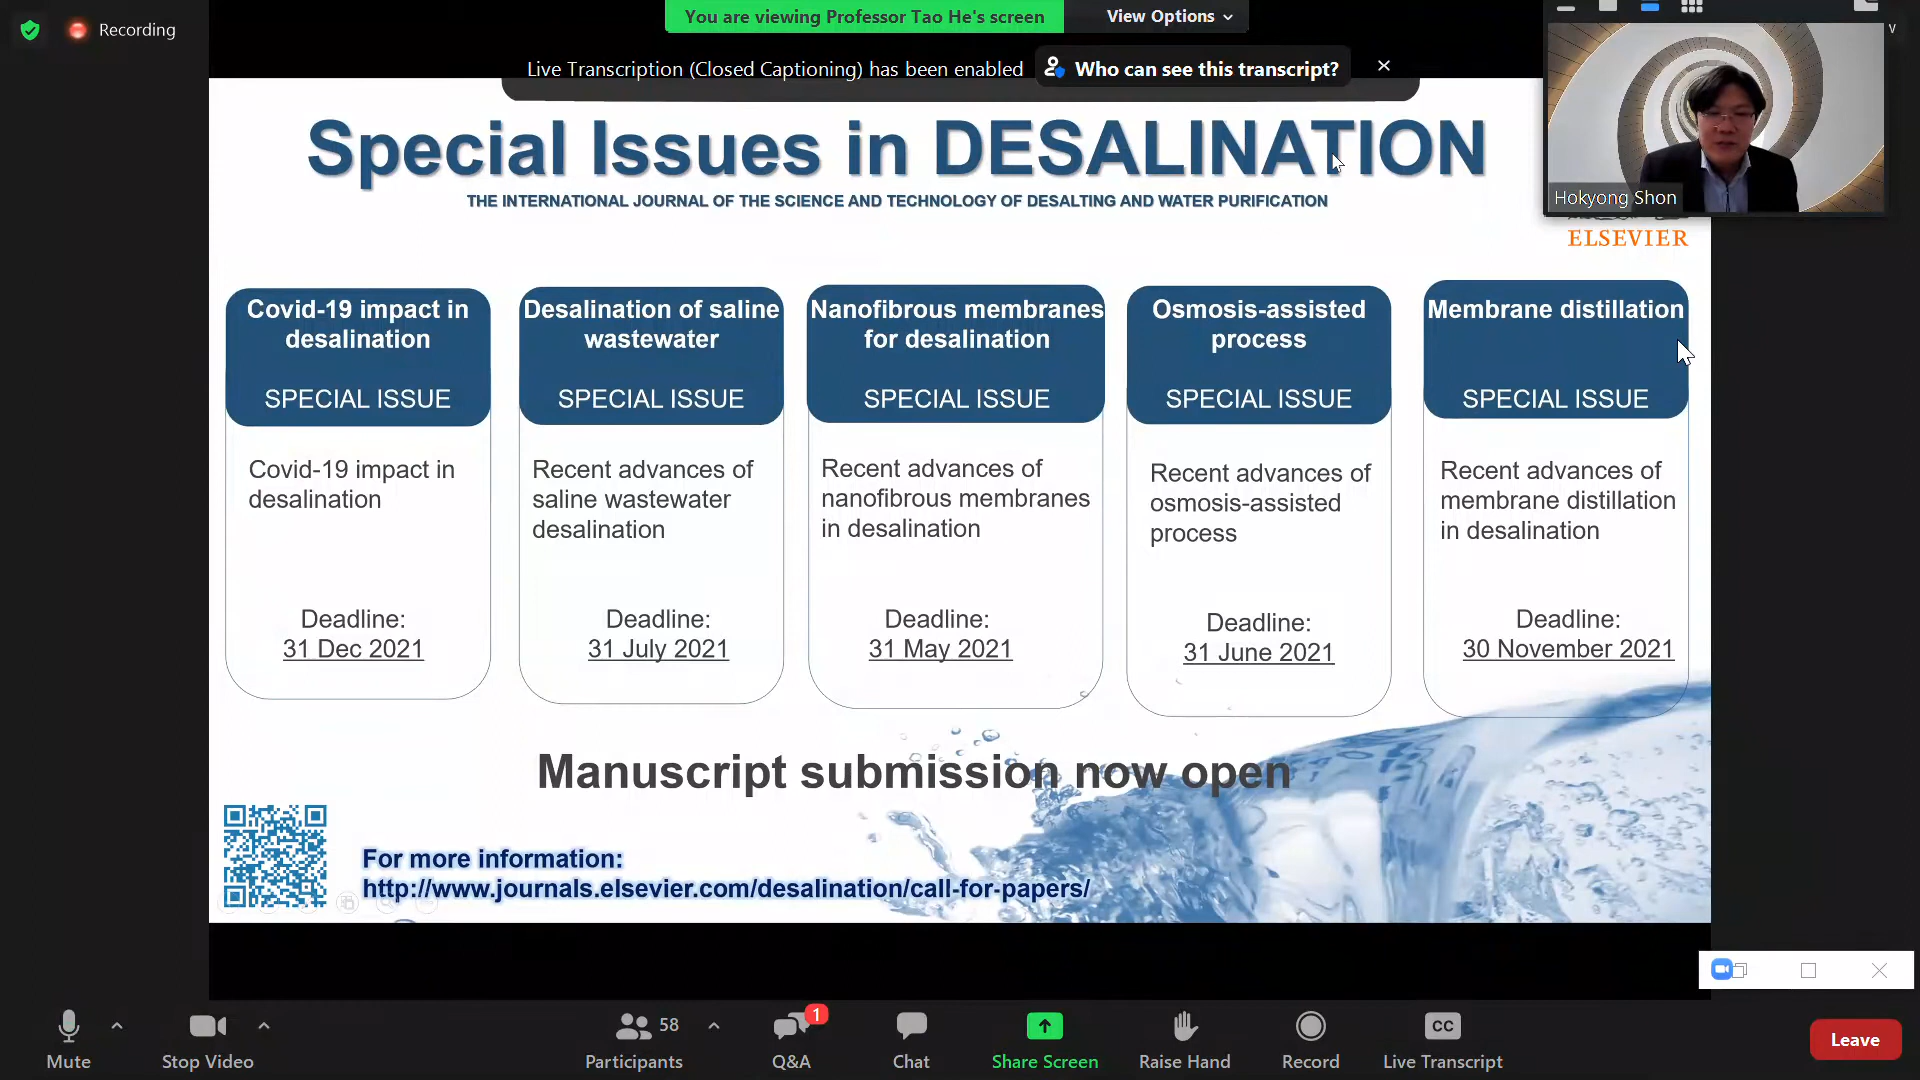 Recording
You are viewing Professor Tao He's screen
View Options
Live Transcription (Closed Captioning) has been enabled
Who can see this transcript?
Hokyong Shon
Special Issues in DESALINATION
THE INTERNATIONAL JOURNAL OF THE SCIENCE AND TECHNOLOGY OF DESALTING AND WATER PURIFICATION
ELSEVIER
Covid-19 impact in
desalination
SPECIAL ISSUE
Covid-19 impact in
desalination
Deadline:
31 Dec 2021
Desalination of saline
wastewater
SPECIAL ISSUE
Recent advances of
saline wastewater
desalination
Deadline:
31 July 2021
Nanofibrous membranes
for desalination
SPECIAL ISSUE
Recent advances of
nanofibrous membranes
in desalination
Deadline:
31 May 2021
Osmosis-assisted
process
SPECIAL ISSUE
Recent advances of
osmosis-assisted
process
Deadline:
31 June 2021
Membrane distillation
SPECIAL ISSUE
Recent advances of
membrane distillation
in desalination
Deadline:
30 November 2021
Manuscript submission now open
For more information:
http://www.journals.elsevier.com/desalination/call-for-papers/
Mute
Stop Video
58
Participants
1
Q&A
Chat
Share Screen
Raise Hand
Record
CC
Live Transcript
Leave